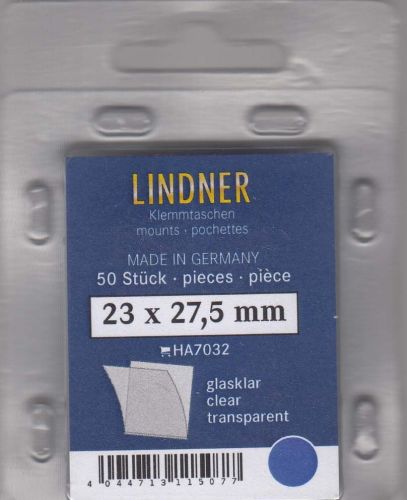 LINDNER
Klemmtaschen
mounts · pochettes
MADE IN GERMANY
50 Stück · pieces · pièce
23 x 27,5 mm
HA7032
glasklar
clear
transparent
4 044713 115077